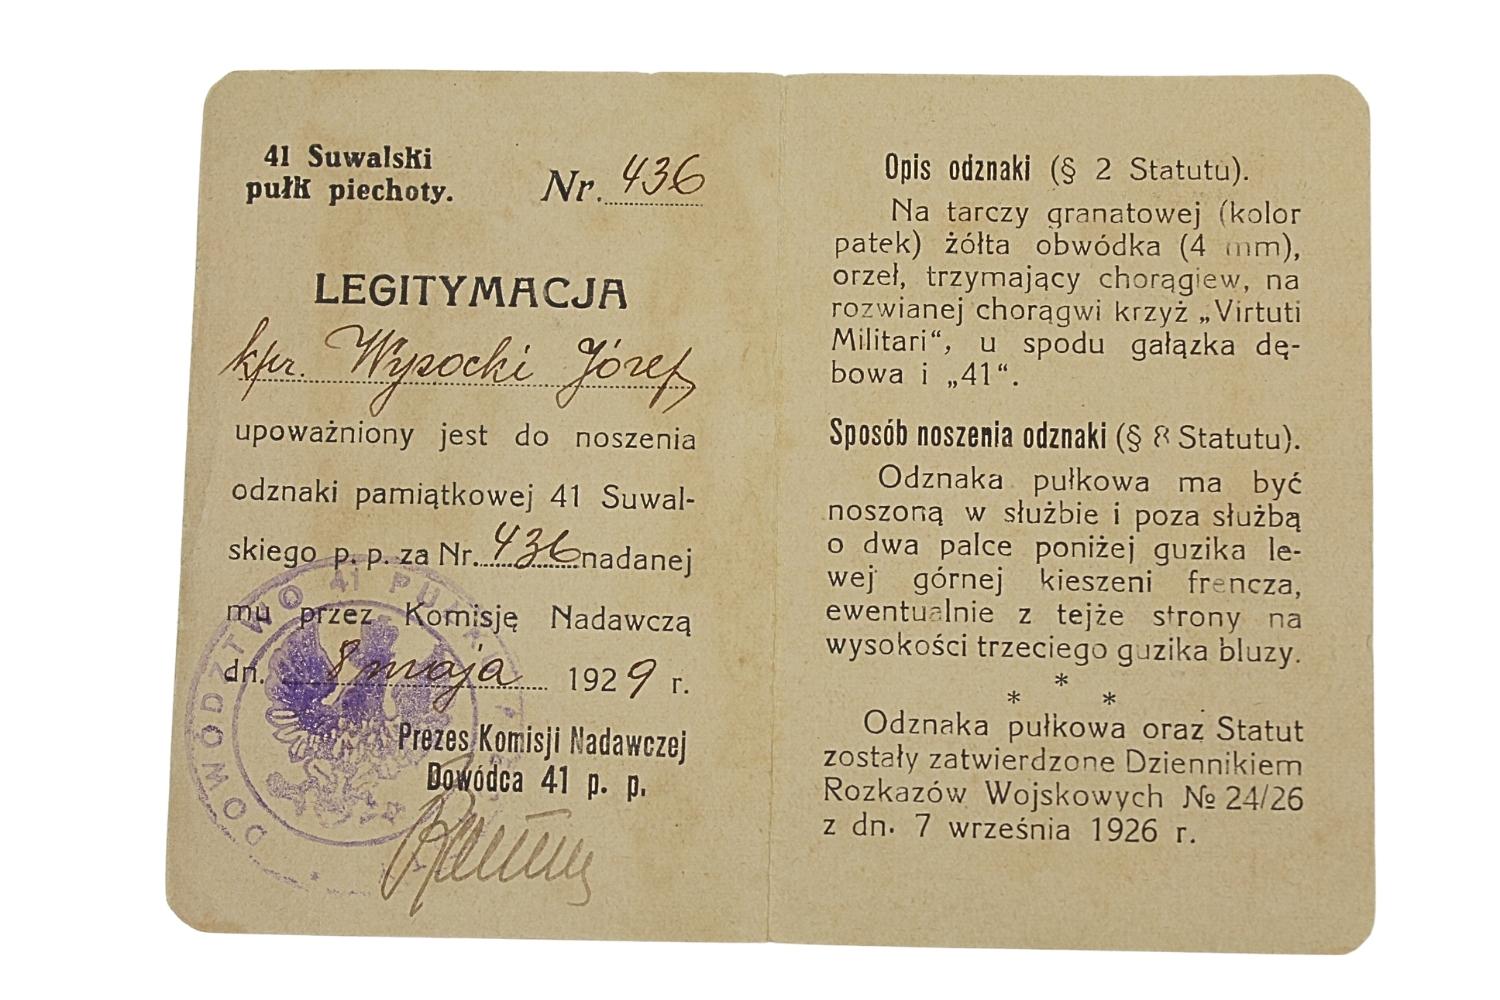 41 Suwalski
pułk piechoty.
Nr. 436
LEGITYMACJA
kpr. Wysocki Józef
upoważniony jest do noszenia
odznaki pamiątkowej 41 Suwal-
skiego p. p. za Nr. 436 nadanej
mu przez Komisję Nadawczą
dn. 8 maja 1929 r.
Prezes Komisji Nadawczej
Dowódca 41 p. p.
DOWÓDZTWO 41 PUŁKU
Opis odznaki (§ 2 Statutu).
Na tarczy granatowej (kolor
patek) żółta obwódka (4 mm),
orzeł, trzymający chorągiew, na
rozwianej chorągwi krzyż „Virtuti
Militari“, u spodu gałązka dę-
bowa i „41“.
Sposób noszenia odznaki (§ 8 Statutu).
Odznaka pułkowa ma być
noszoną w służbie i poza służbą
o dwa palce poniżej guzika le-
wej górnej kieszeni frencza,
ewentualnie z tejże strony na
wysokości trzeciego guzika bluzy.
* * *
Odznaka pułkowa oraz Statut
zostały zatwierdzone Dziennikiem
Rozkazów Wojskowych № 24/26
z dn. 7 września 1926 r.